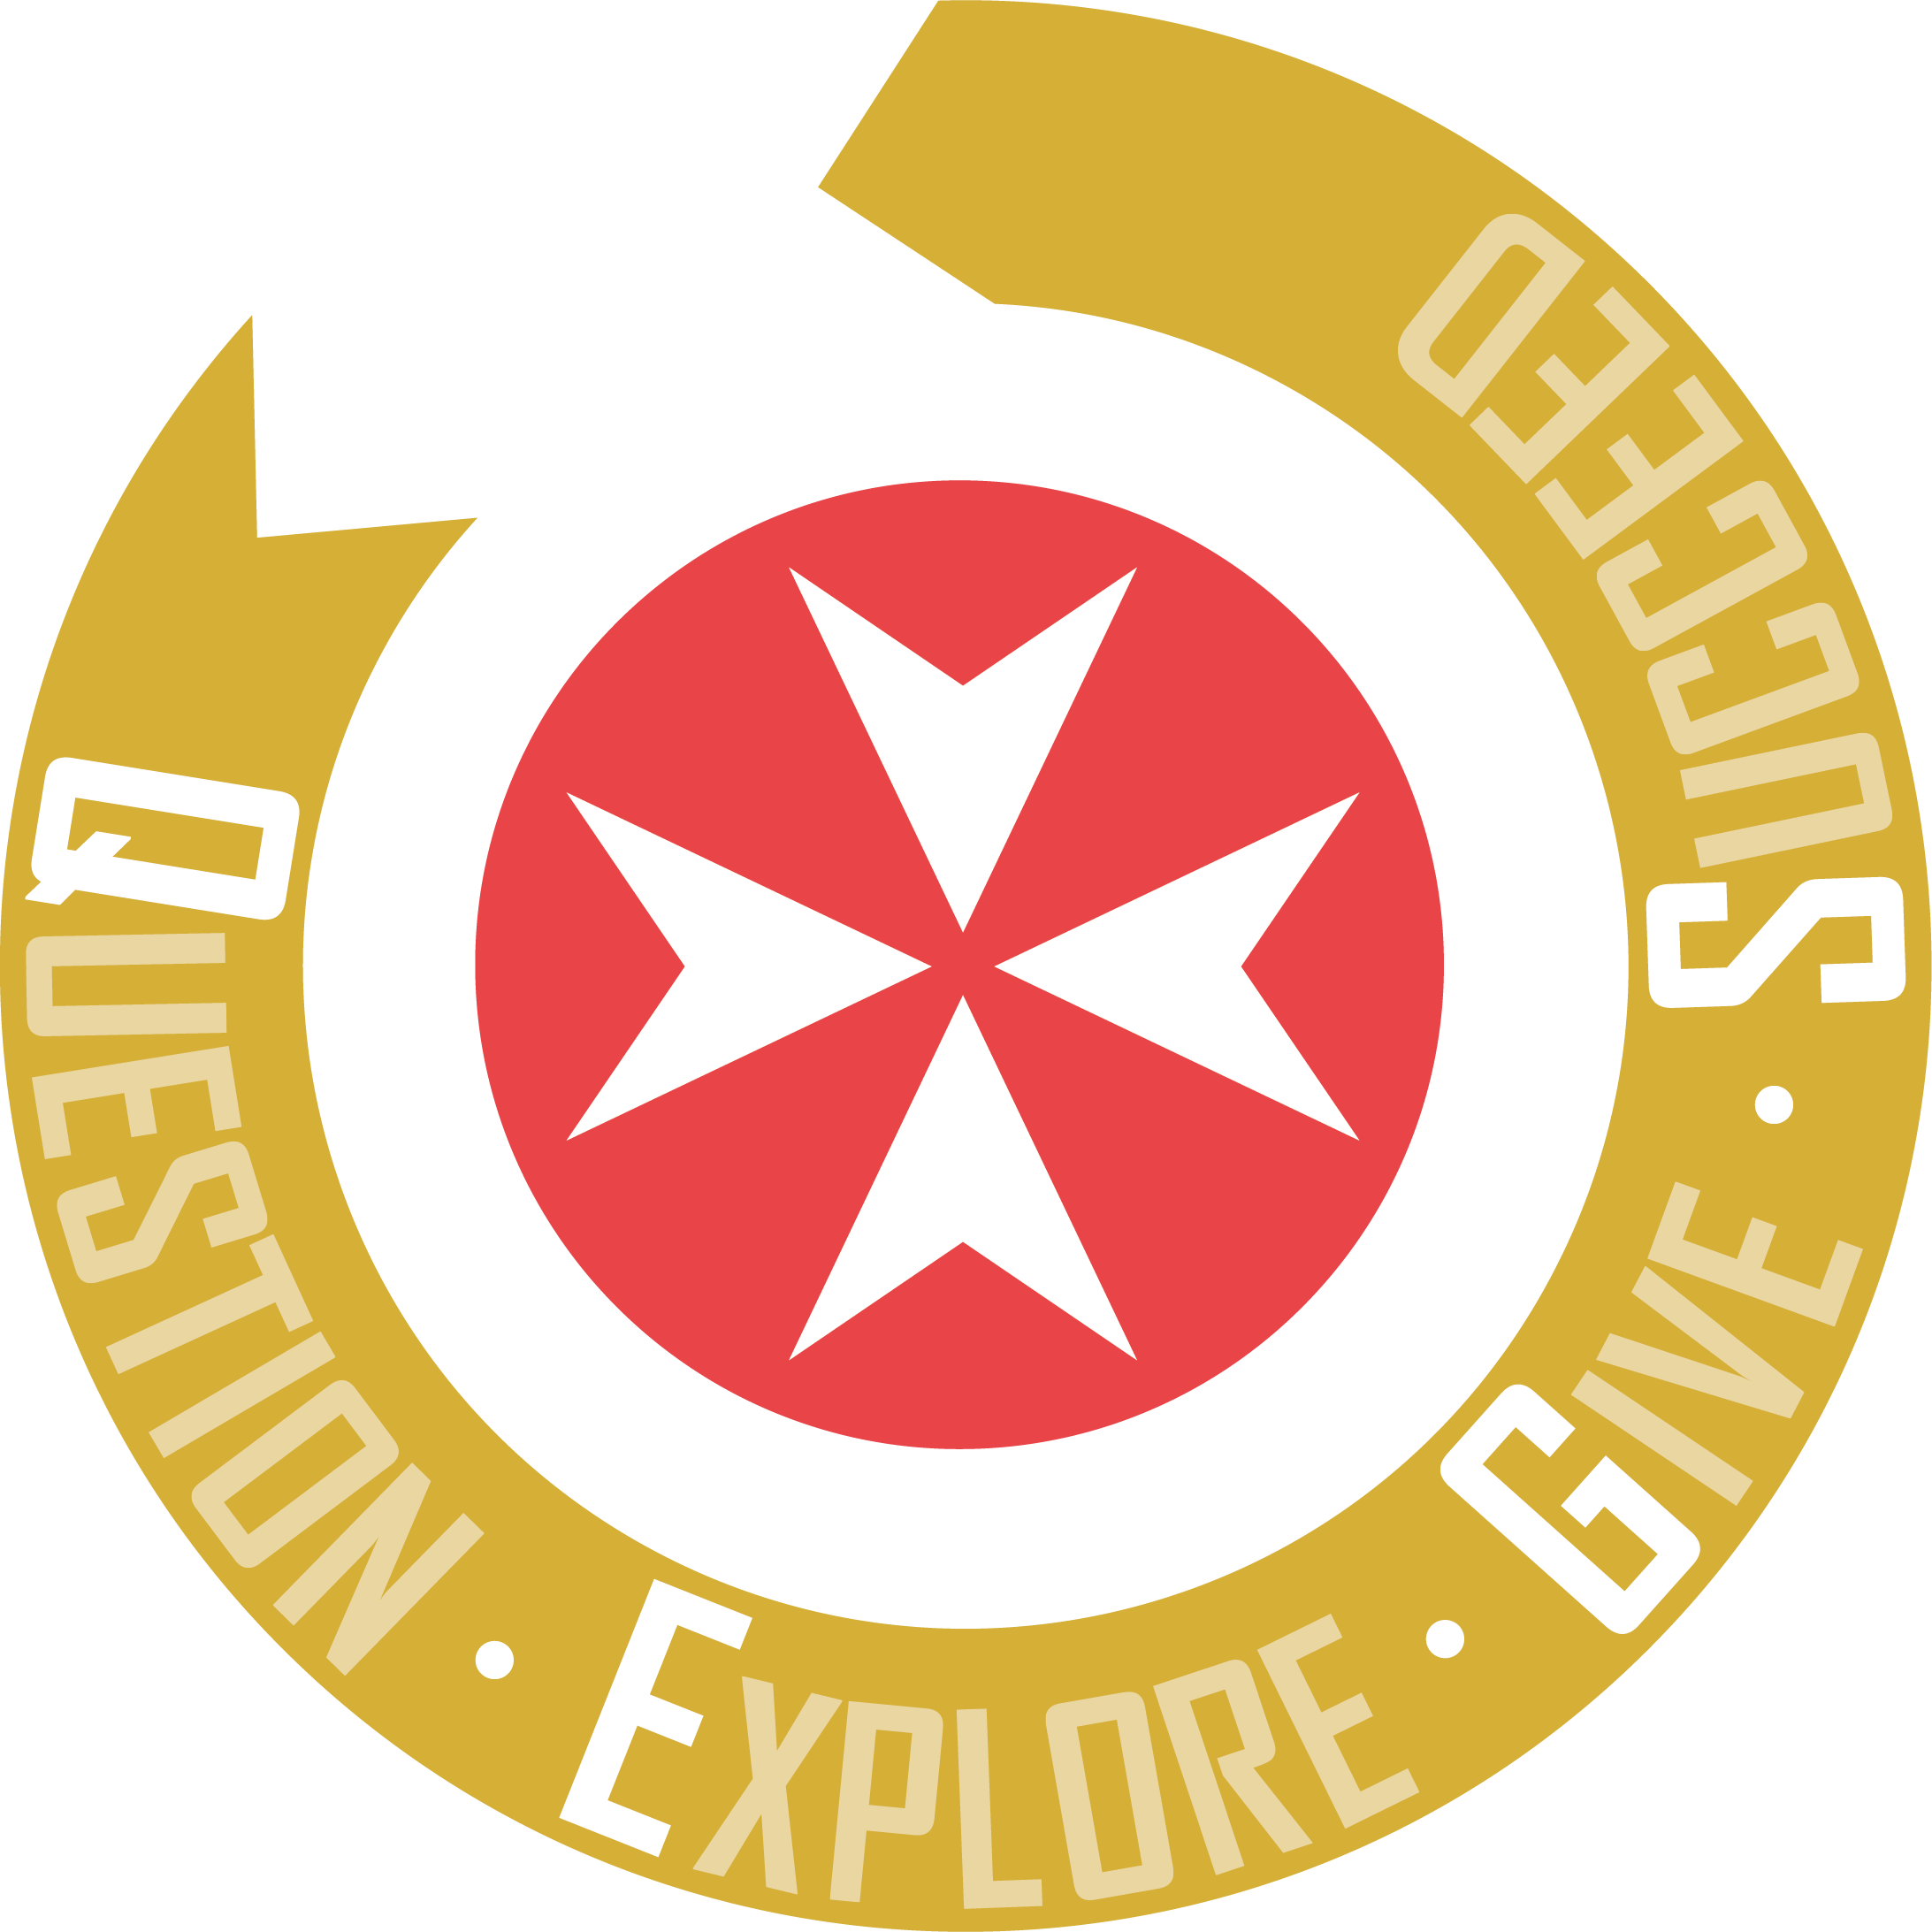 QUESTION • EXPLORE • GIVE • SUCCEED